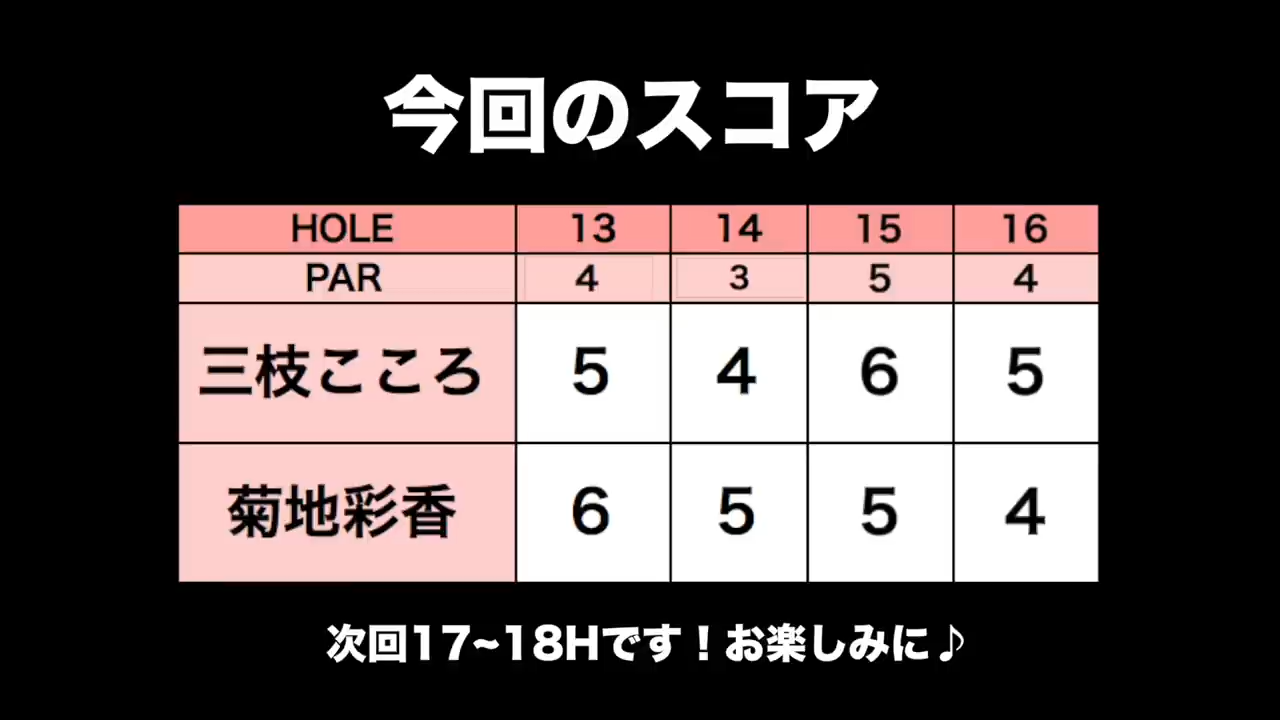 今回のスコア
HOLE 13 14 15 16
PAR 4 3 5 4
三枝こころ 5 4 6 5
菊地彩香 6 5 5 4
次回17~18Hです！お楽しみに♪